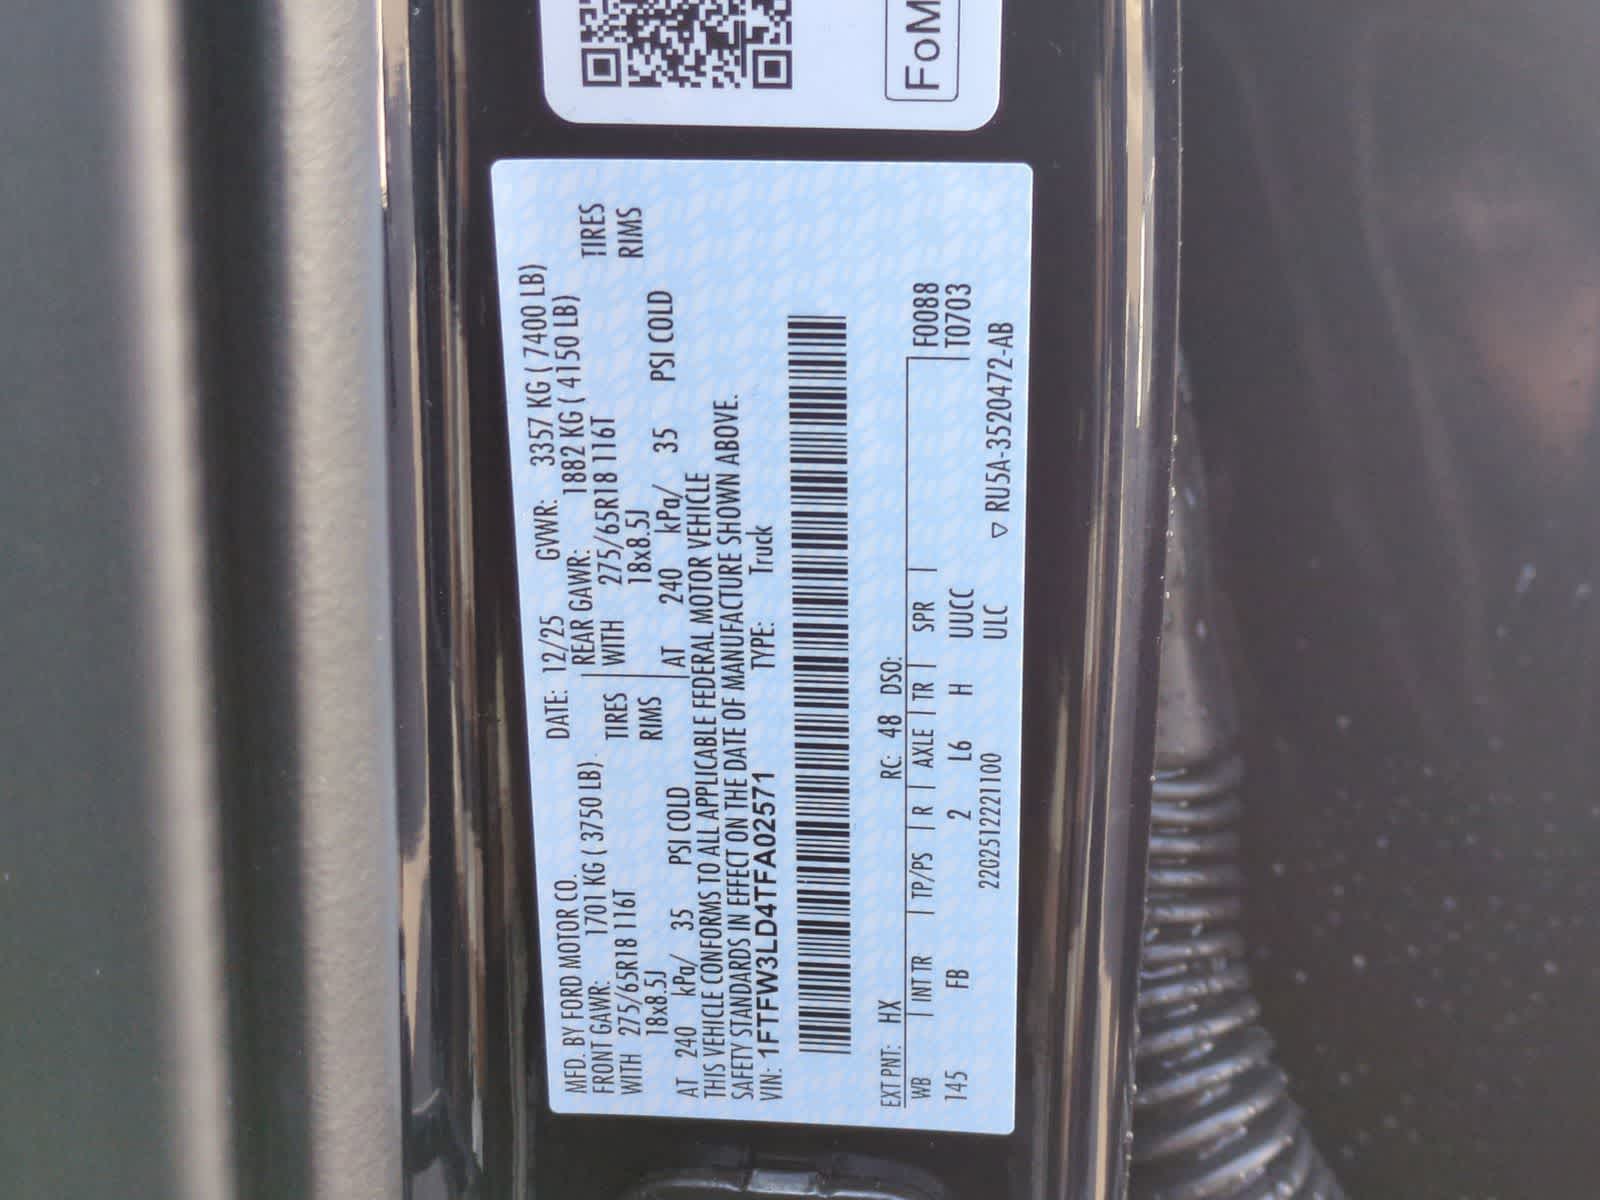 FoM
MFD. BY FORD MOTOR CO.
DATE: 12/25
GVWR: 3357 KG ( 7400 LB)
FRONT GAWR: 1701 KG ( 3750 LB)
REAR GAWR: 1882 KG ( 4150 LB)
WITH 275/65R18 116T TIRES
WITH 275/65R18 116T TIRES
18x8.5J RIMS
18x8.5J RIMS
AT 240 kPa/ 35 PSI COLD
AT 240 kPa/ 35 PSI COLD
THIS VEHICLE CONFORMS TO ALL APPLICABLE FEDERAL MOTOR VEHICLE
SAFETY STANDARDS IN EFFECT ON THE DATE OF MANUFACTURE SHOWN ABOVE.
VIN: 1FTFW3LD4TFA02571
TYPE: Truck
EXT PNT: HX RC: 48 DSO:
F0088
WB | INT TR | TP/PS | R | AXLE | TR | SPR |
T0703
145 FB 2 L6 H UUCC
2202512221100 ULC ▽ RU5A-3520472-AB